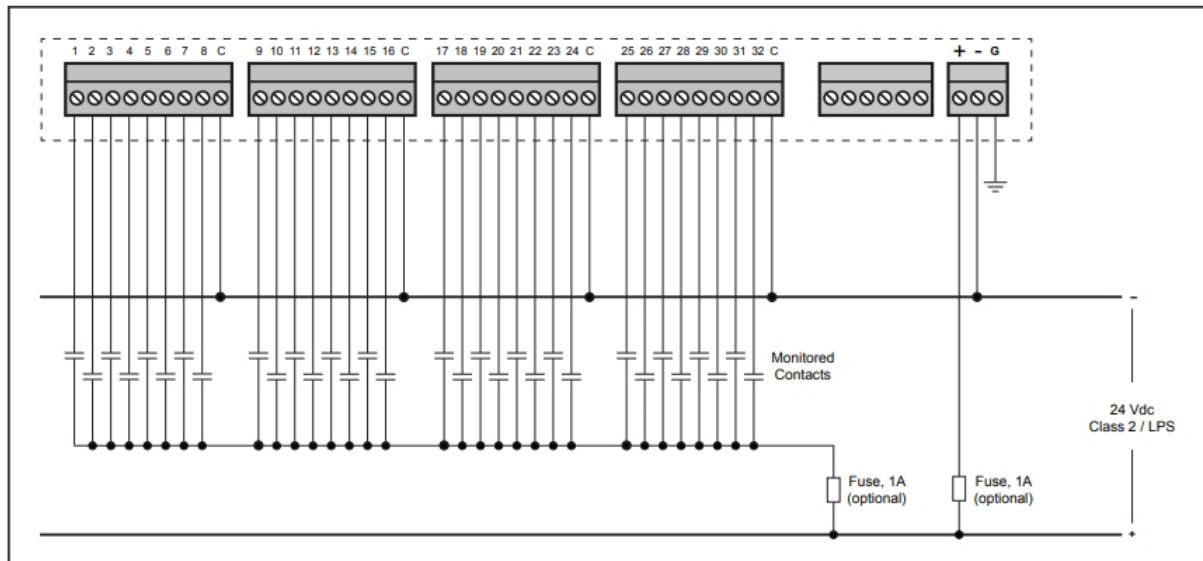 1 2 3 4 5 6 7 8 C 9 10 11 12 13 14 15 16 C 17 18 19 20 21 22 23 24 C 25 26 27 28 29 30 31 32 C + - G
-
Monitored
Contacts
24 Vdc
Class 2 / LPS
Fuse, 1A
(optional)
Fuse, 1A
(optional)
+